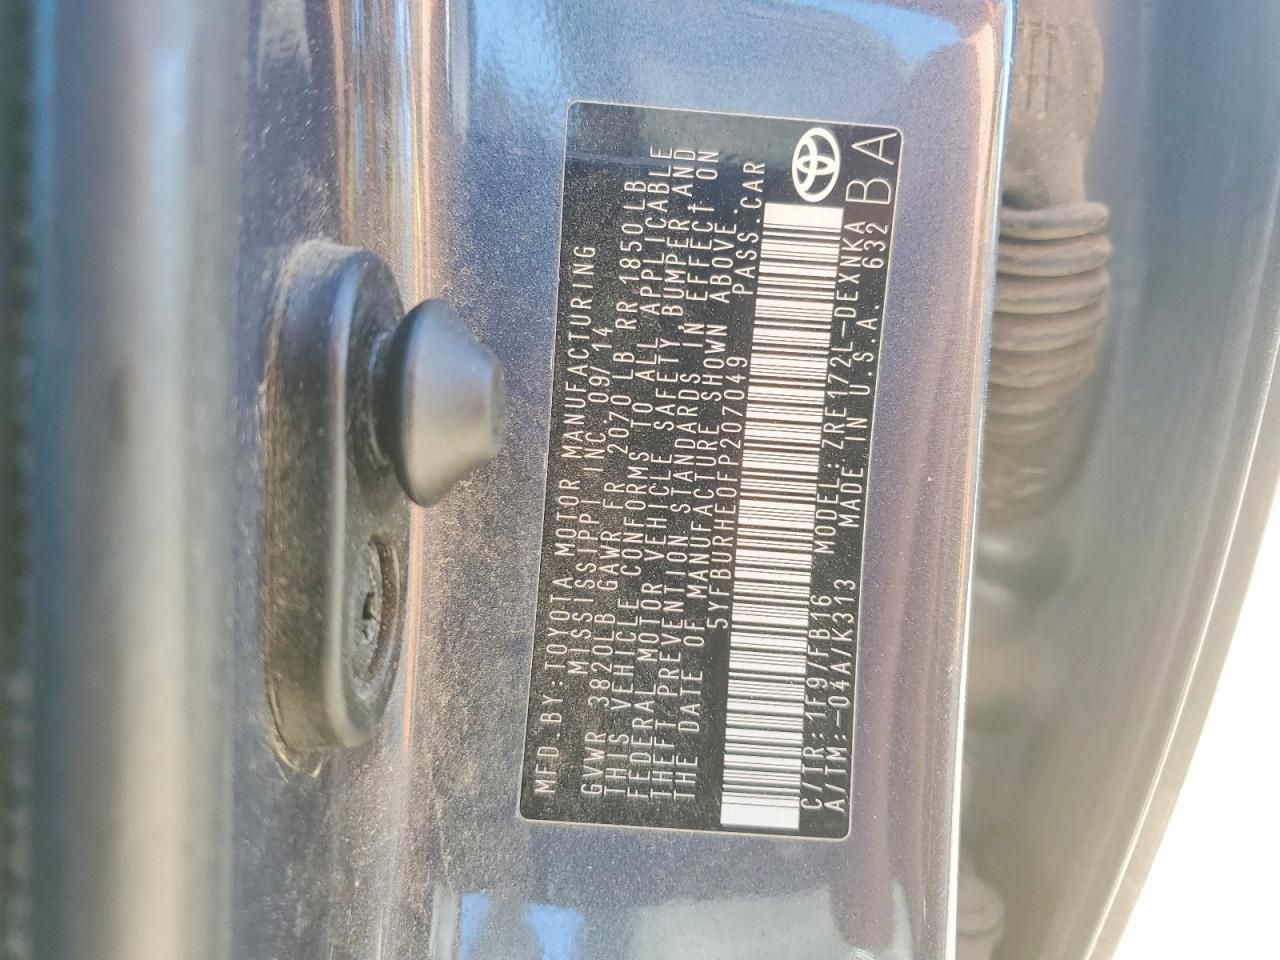 MFD.BY:TOYOTA MOTOR MANUFACTURING
MISSISSIPPI INC.09/14
GVWR 3820LB GAWR FR 2070LB RR 1850LB
THIS VEHICLE CONFORMS TO ALL APPLICABLE
FEDERAL MOTOR VEHICLE SAFETY,BUMPER AND
THEFT PREVENTION STANDARDS IN EFFECT ON
THE DATE OF MANUFACTURE SHOWN ABOVE.
5YFBURHE0FP207049 PASS.CAR
C/TR:1F9/FB16 MODEL:ZRE172L-DEXNKA
A/TM:-04A/K313 MADE IN U.S.A. 632
BA